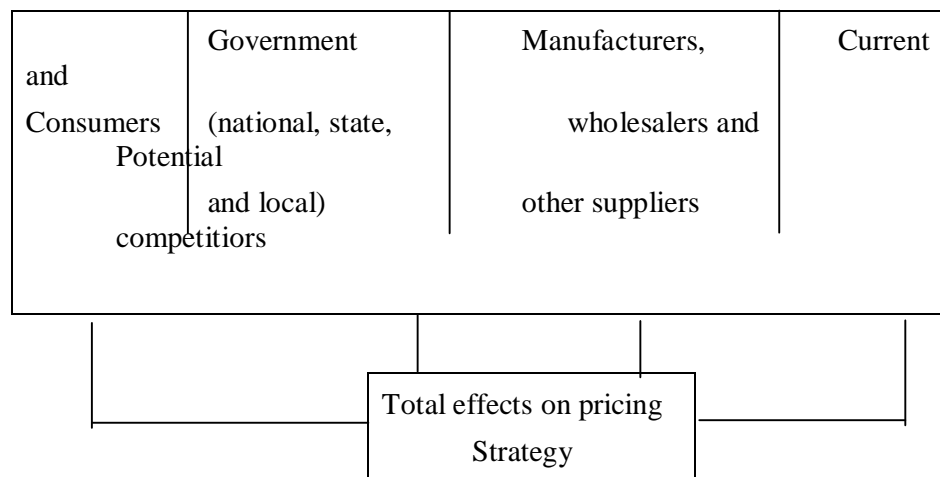 Government Manufacturers, Current
and
Consumers (national, state, wholesalers and
Potential
and local) other suppliers
competitiors
Total effects on pricing
Strategy